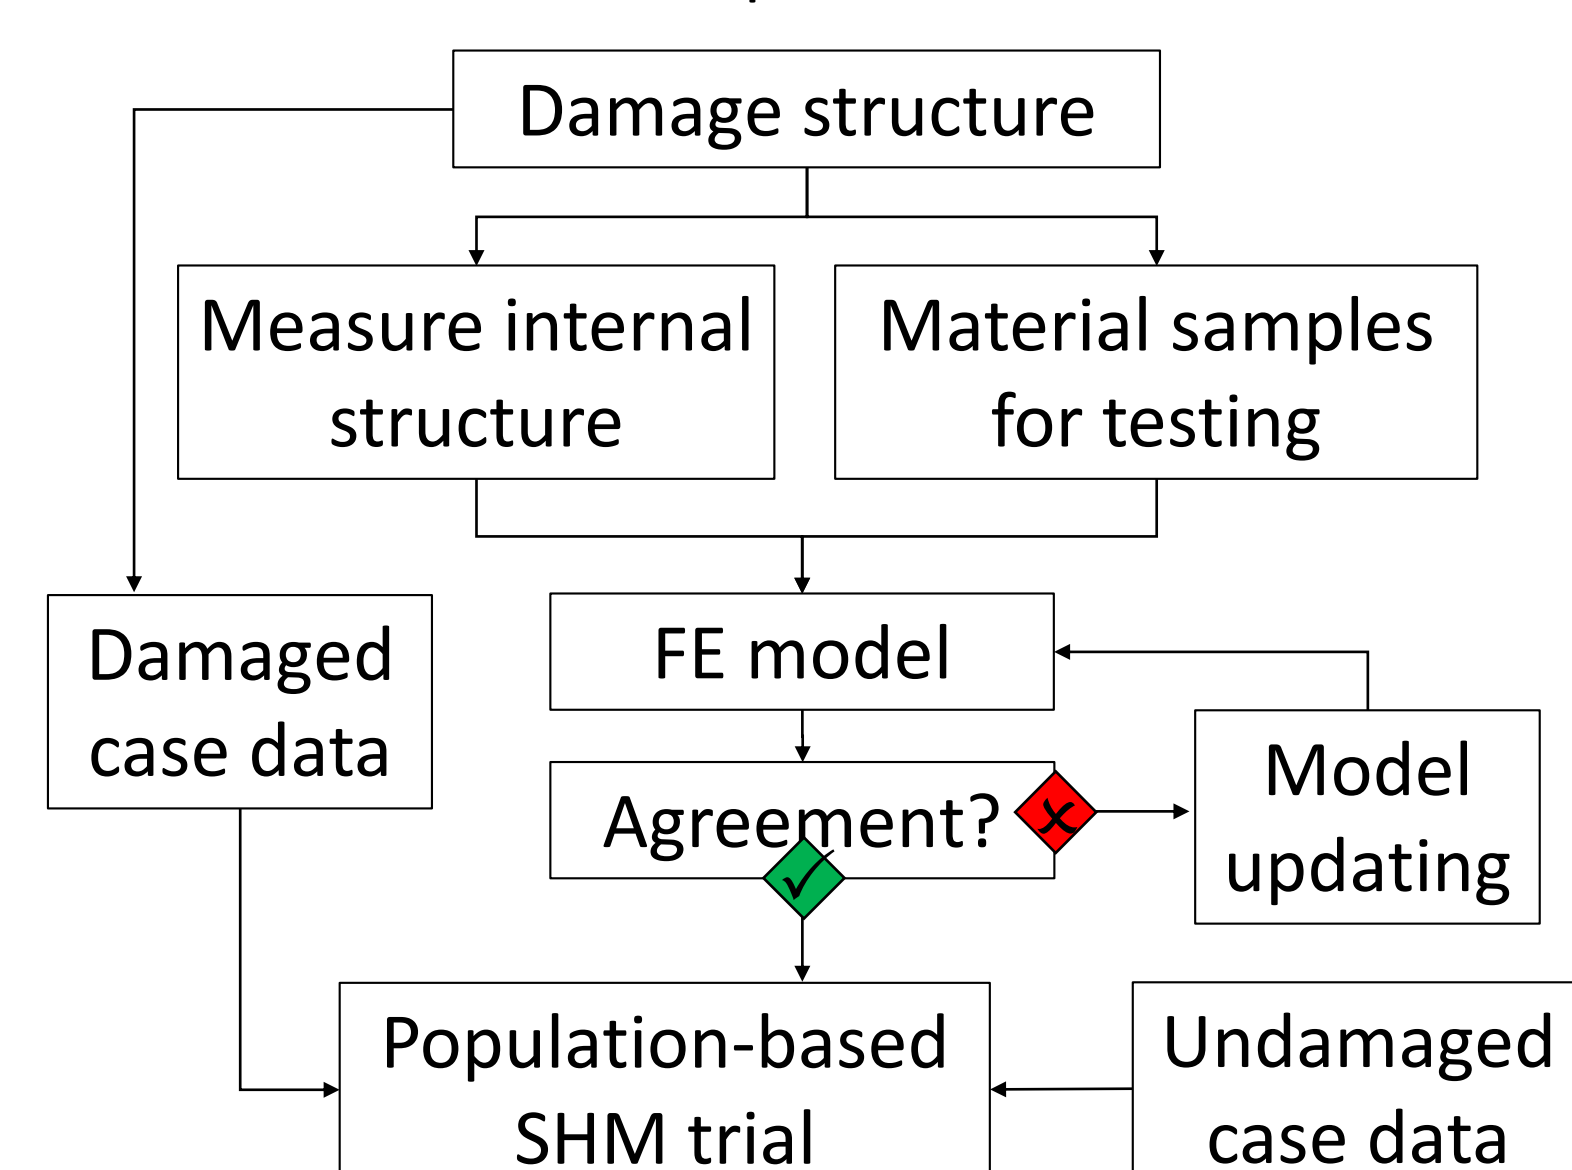 Damage structure
Measure internal
structure
Material samples
for testing
Damaged
case data
FE model
Agreement?
Model
updating
Population-based
SHM trial
Undamaged
case data